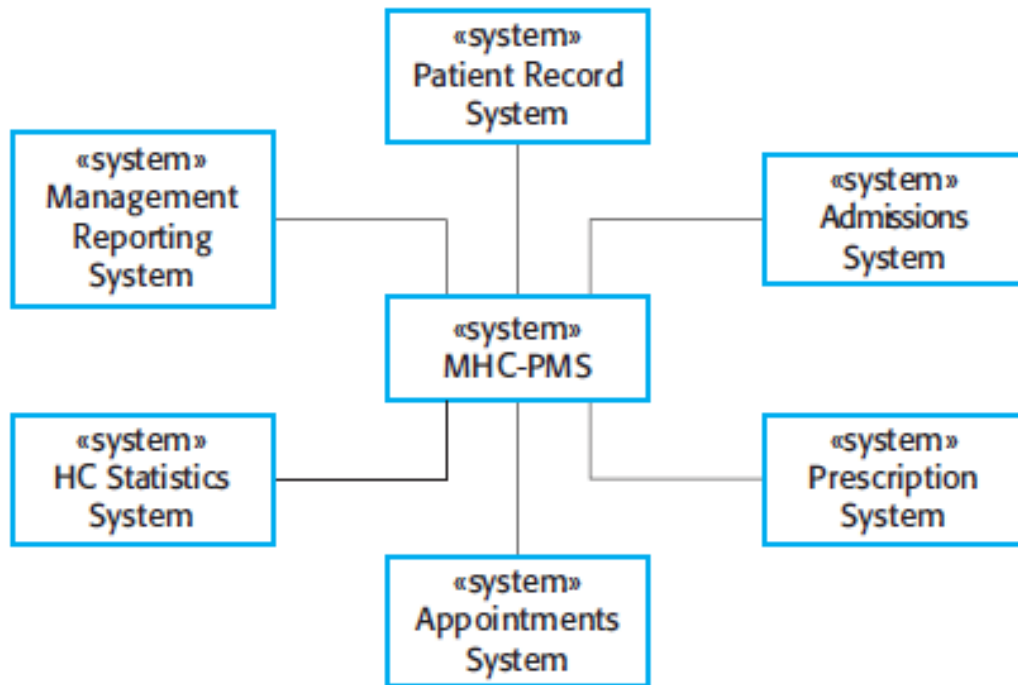 «system»
Patient Record
System
«system»
Management
Reporting
System
«system»
Admissions
System
«system»
MHC-PMS
«system»
HC Statistics
System
«system»
Prescription
System
«system»
Appointments
System